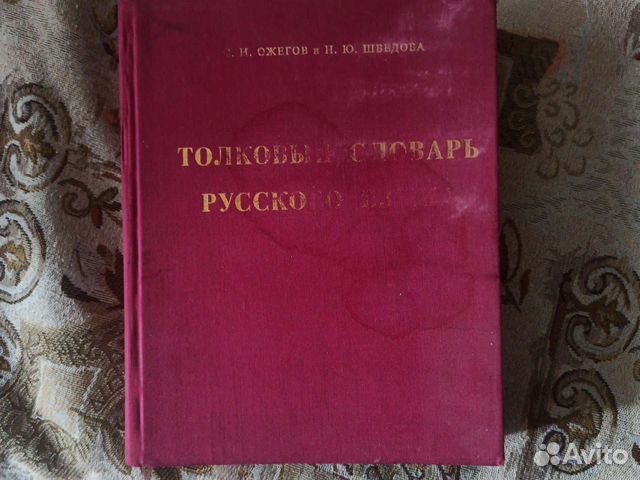 С. И. ОЖЕГОВ и Н. Ю. ШВЕДОВА
ТОЛКОВЫЙ СЛОВАРЬ
РУССКОГО
Avito